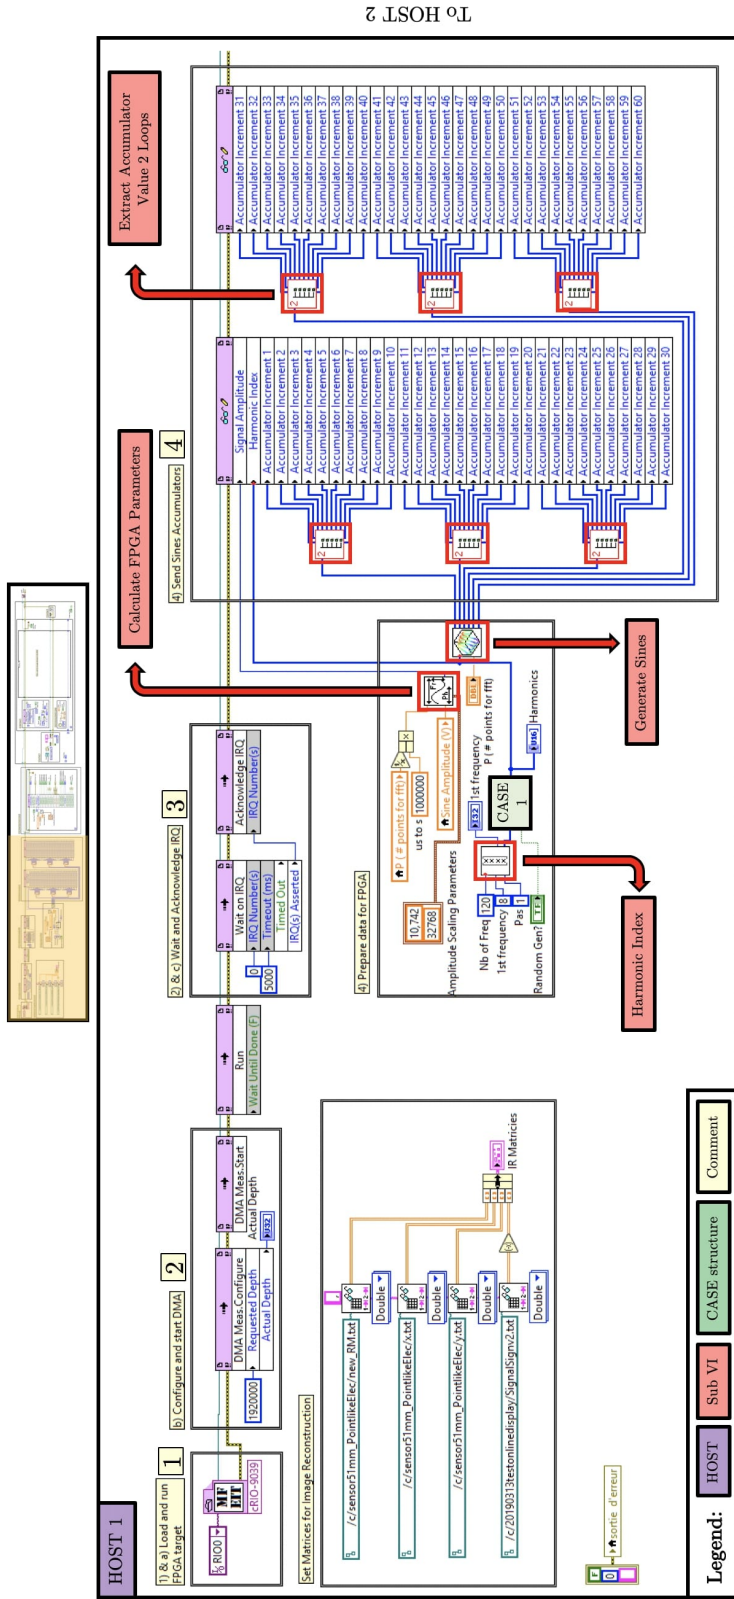 HOST 1
To HOST 2
1) & a) Load and run
FPGA target
1
RIO0
MF
EIT
cRIO-9039
b) Configure and start DMA
2
DMA Meas.Configure
Requested Depth
Actual Depth
1920000
DMA Meas.Start
Actual Depth
U32
Run
Wait Until Done (F)
2) & c) Wait and Acknowledge IRQ
3
Wait on IRQ
IRQ Number(s)
Timeout (ms)
Timed Out
IRQ(s) Asserted
0
5000
Acknowledge IRQ
IRQ Number(s)
Calculate FPGA Parameters
Extract Accumulator
Value 2 Loops
4) Send Sines Accumulators
4
Signal Amplitude
Harmonic Index
Accumulator Increment 1
Accumulator Increment 2
Accumulator Increment 3
Accumulator Increment 4
Accumulator Increment 5
Accumulator Increment 6
Accumulator Increment 7
Accumulator Increment 8
Accumulator Increment 9
Accumulator Increment 10
Accumulator Increment 11
Accumulator Increment 12
Accumulator Increment 13
Accumulator Increment 14
Accumulator Increment 15
Accumulator Increment 16
Accumulator Increment 17
Accumulator Increment 18
Accumulator Increment 19
Accumulator Increment 20
Accumulator Increment 21
Accumulator Increment 22
Accumulator Increment 23
Accumulator Increment 24
Accumulator Increment 25
Accumulator Increment 26
Accumulator Increment 27
Accumulator Increment 28
Accumulator Increment 29
Accumulator Increment 30
Accumulator Increment 31
Accumulator Increment 32
Accumulator Increment 33
Accumulator Increment 34
Accumulator Increment 35
Accumulator Increment 36
Accumulator Increment 37
Accumulator Increment 38
Accumulator Increment 39
Accumulator Increment 40
Accumulator Increment 41
Accumulator Increment 42
Accumulator Increment 43
Accumulator Increment 44
Accumulator Increment 45
Accumulator Increment 46
Accumulator Increment 47
Accumulator Increment 48
Accumulator Increment 49
Accumulator Increment 50
Accumulator Increment 51
Accumulator Increment 52
Accumulator Increment 53
Accumulator Increment 54
Accumulator Increment 55
Accumulator Increment 56
Accumulator Increment 57
Accumulator Increment 58
Accumulator Increment 59
Accumulator Increment 60
2
2
2
2
2
2
Set Matrices for Image Reconstruction
/c/sensor51mm_PointlikeElec/new_RM.txt
Double
/c/sensor51mm_PointlikeElec/x.txt
Double
/c/sensor51mm_PointlikeElec/y.txt
Double
/c/20190313testonlinedisplay/SignalSignv2.txt
Double
IR Matricies
4) Prepare data for FPGA
P ( # points for fft)
us to s
1000000
Sine Amplitude (V)
10,742
32768
Amplitude Scaling Parameters
DBL
P ( # points for fft)
I32
1st frequency
Nb of Freq
120
1st frequency
8
Pas
1
Random Gen?
TF
CASE
1
U16
Harmonics
Harmonic Index
Generate Sines
sortie d'erreur
F
0
Legend:
HOST
Sub VI
CASE structure
Comment